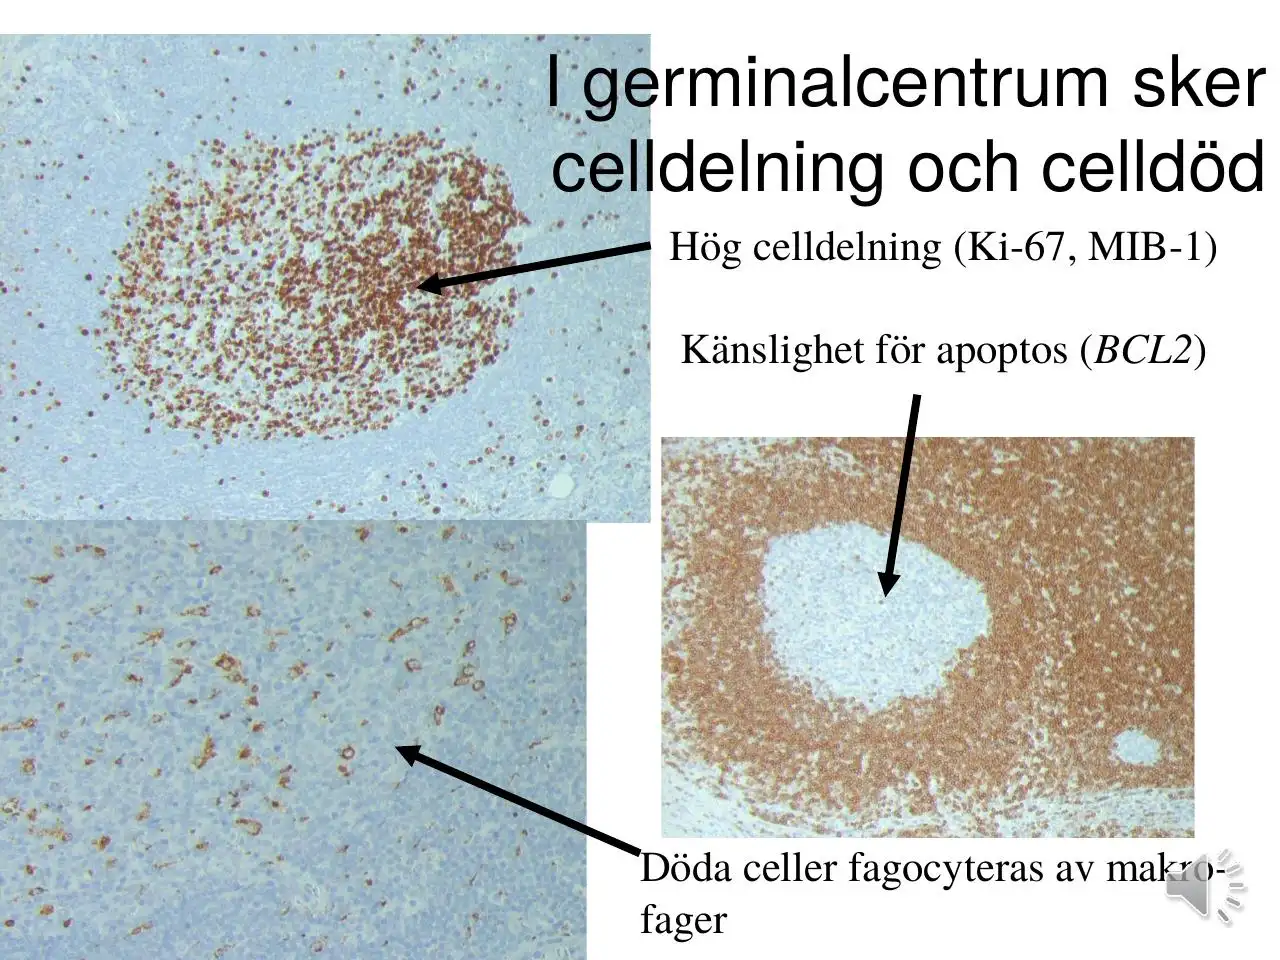 I germinalcentrum sker
celldelning och celldöd
Hög celldelning (Ki-67, MIB-1)
Känslighet för apoptos (BCL2)
Döda celler fagocyteras av makro-
fager